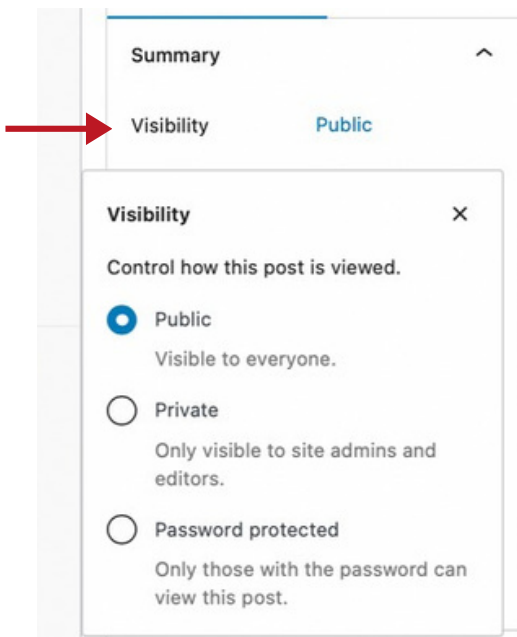 Summary
Visibility Public
Visibility
Control how this post is viewed.
Public
Visible to everyone.
Private
Only visible to site admins and
editors.
Password protected
Only those with the password can
view this post.